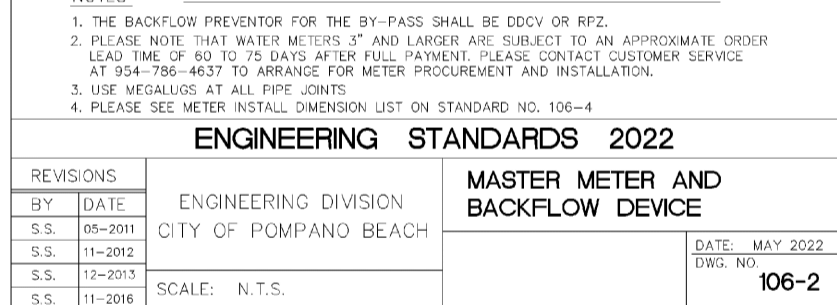 1. THE BACKFLOW PREVENTOR FOR THE BY-PASS SHALL BE DDCV OR RPZ.
2. PLEASE NOTE THAT WATER METERS 3" AND LARGER ARE SUBJECT TO AN APPROXIMATE ORDER
LEAD TIME OF 60 TO 75 DAYS AFTER FULL PAYMENT. PLEASE CONTACT CUSTOMER SERVICE
AT 954-786-4637 TO ARRANGE FOR METER PROCUREMENT AND INSTALLATION.
3. USE MEGALUGS AT ALL PIPE JOINTS
4. PLEASE SEE METER INSTALL DIMENSION LIST ON STANDARD NO. 106-4
ENGINEERING STANDARDS 2022
REVISIONS
BY DATE
S.S. 05-2011
S.S. 11-2012
S.S. 12-2013
S.S. 11-2016
ENGINEERING DIVISION
CITY OF POMPANO BEACH
SCALE: N.T.S.
MASTER METER AND
BACKFLOW DEVICE
DATE: MAY 2022
DWG. NO.
106-2